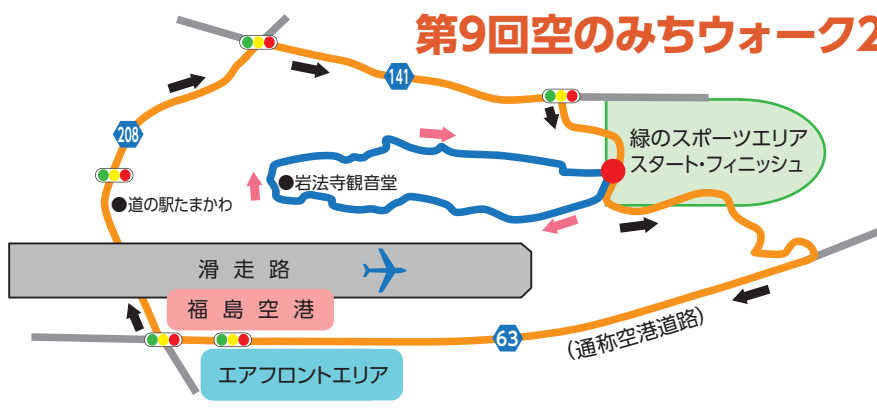 第9回空のみちウォーク2
141
208
緑のスポーツエリア
スタート・フィニッシュ
●岩法寺観音堂
●道の駅たまかわ
滑走路
福島空港
63
(通称空港道路)
エアフロントエリア